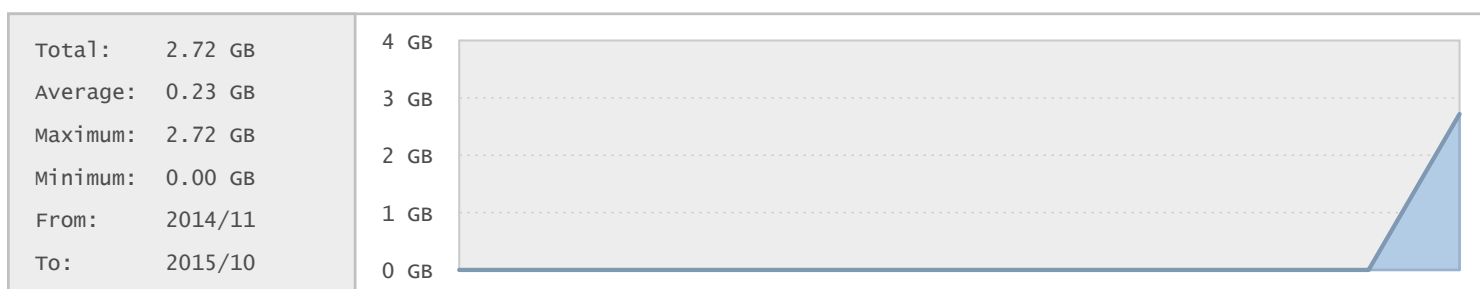 Total: 2.72 GB
Average: 0.23 GB
Maximum: 2.72 GB
Minimum: 0.00 GB
From: 2014/11
To: 2015/10
4 GB
3 GB
2 GB
1 GB
0 GB